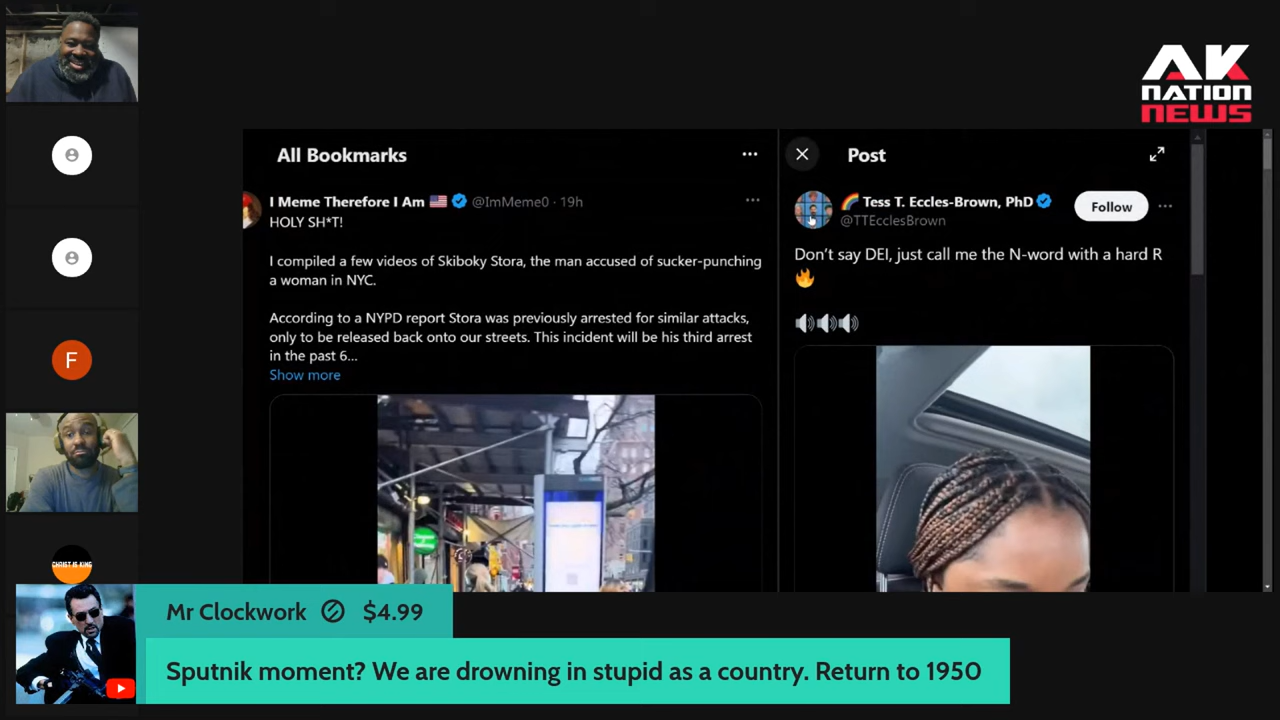 AK
NATION
NEWS
All Bookmarks
I Meme Therefore I Am 🇺🇸 @ImMeme0 · 19h
HOLY SH*T!
I compiled a few videos of Skiboky Stora, the man accused of sucker-punching
a woman in NYC.
According to a NYPD report Stora was previously arrested for similar attacks,
only to be released back onto our streets. This incident will be his third arrest
in the past 6...
Show more
Post
🌈 Tess T. Eccles-Brown, PhD
@TTEcclesBrown
Follow
Don't say DEI, just call me the N-word with a hard R
🔥
🔊🔊🔊
F
CHRIST IS KING
Mr Clockwork $4.99
Sputnik moment? We are drowning in stupid as a country. Return to 1950